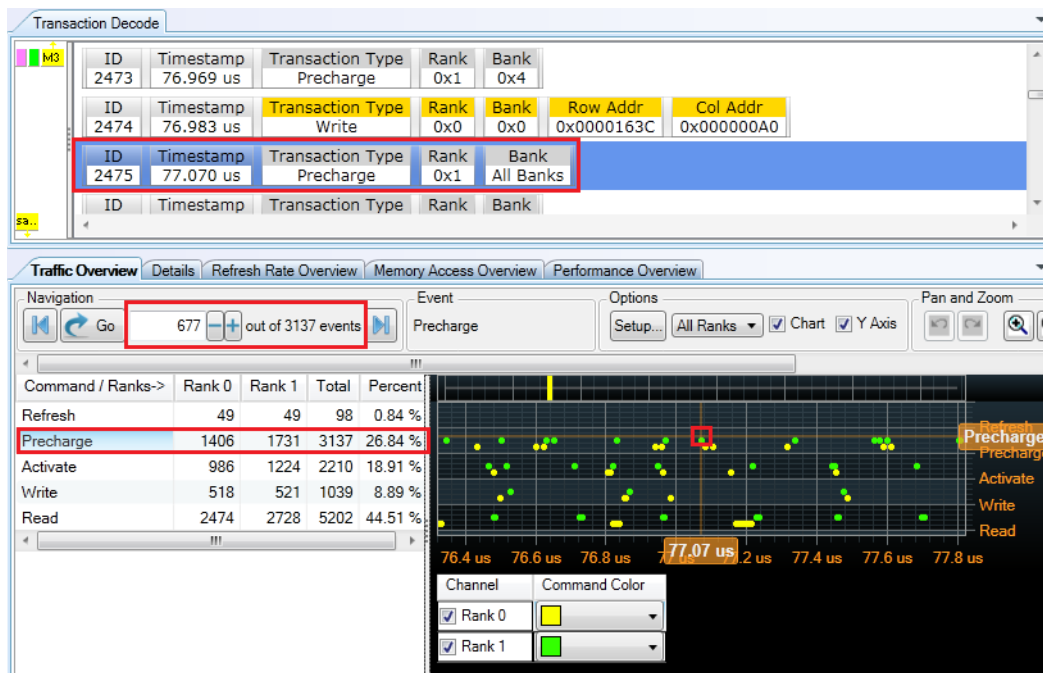 Transaction Decode
M3
ID Timestamp Transaction Type Rank Bank
2473 76.969 us Precharge 0x1 0x4
ID Timestamp Transaction Type Rank Bank Row Addr Col Addr
2474 76.983 us Write 0x0 0x0 0x0000163C 0x000000A0
ID Timestamp Transaction Type Rank Bank
2475 77.070 us Precharge 0x1 All Banks
ID Timestamp Transaction Type Rank Bank
sa..
Traffic Overview Details Refresh Rate Overview Memory Access Overview Performance Overview
Navigation Event Options Pan and Zoom
Go 677 out of 3137 events Precharge Setup... All Ranks Chart Y Axis
Command / Ranks-> Rank 0 Rank 1 Total Percent
Refresh 49 49 98 0.84 %
Precharge 1406 1731 3137 26.84 %
Activate 986 1224 2210 18.91 %
Write 518 521 1039 8.89 %
Read 2474 2728 5202 44.51 %
Refresh
Precharge
Precharge
Activate
Write
Read
76.4 us 76.6 us 76.8 us 77.07 us 77.4 us 77.6 us 77.8 us
Channel Command Color
Rank 0
Rank 1